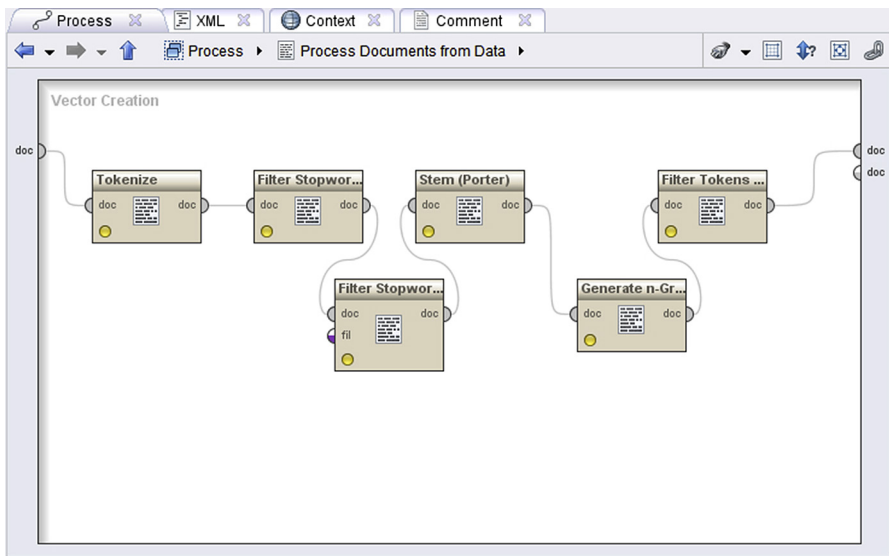 Process XML Context Comment
Process Process Documents from Data
Vector Creation
doc doc
doc
Tokenize Filter Stopwor... Stem (Porter) Filter Tokens ...
doc doc doc doc doc doc doc doc
Filter Stopwor... Generate n-Gr...
doc doc doc doc
fil